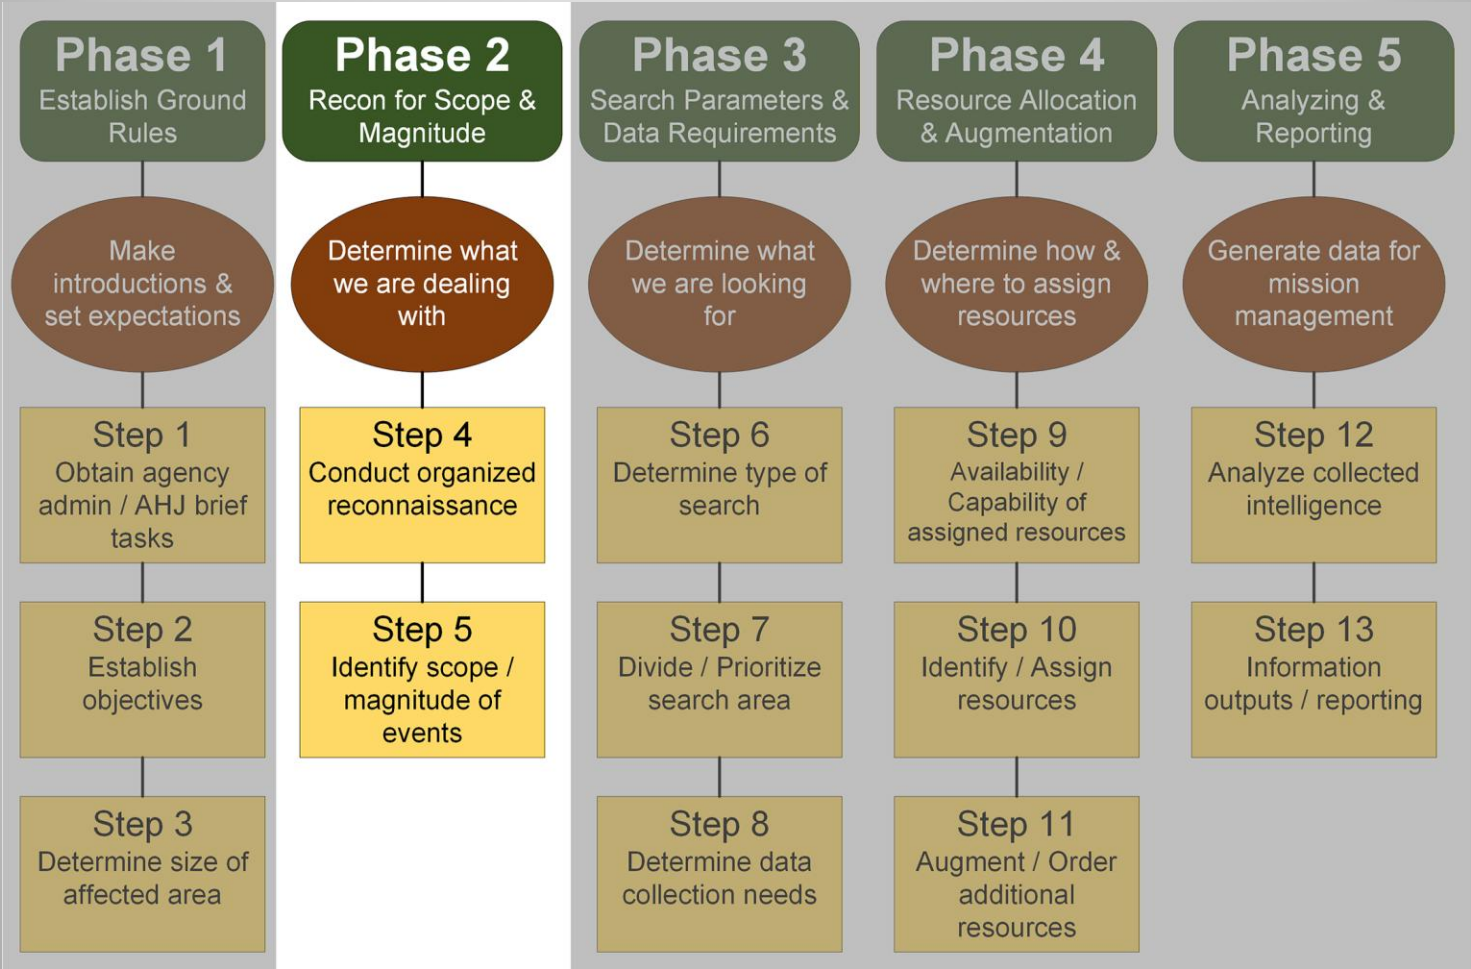 Phase 1
Establish Ground
Rules
Make
introductions &
set expectations
Step 1
Obtain agency
admin / AHJ brief
tasks
Step 2
Establish
objectives
Step 3
Determine size of
affected area
Phase 2
Recon for Scope &
Magnitude
Determine what
we are dealing
with
Step 4
Conduct organized
reconnaissance
Step 5
Identify scope /
magnitude of
events
Phase 3
Search Parameters &
Data Requirements
Determine what
we are looking
for
Step 6
Determine type of
search
Step 7
Divide / Prioritize
search area
Step 8
Determine data
collection needs
Phase 4
Resource Allocation
& Augmentation
Determine how &
where to assign
resources
Step 9
Availability /
Capability of
assigned resources
Step 10
Identify / Assign
resources
Step 11
Augment / Order
additional
resources
Phase 5
Analyzing &
Reporting
Generate data for
mission
management
Step 12
Analyze collected
intelligence
Step 13
Information
outputs / reporting